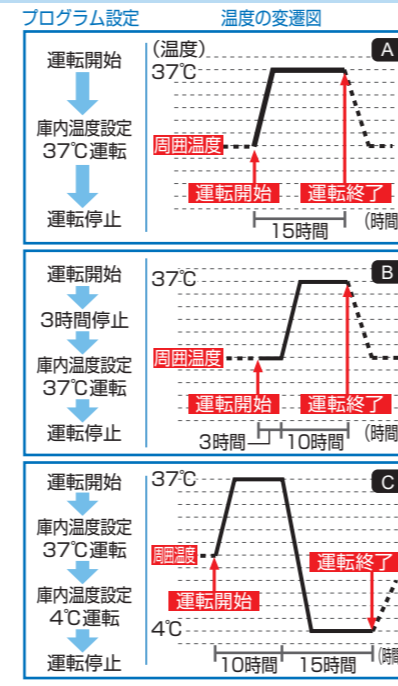 プログラム設定
温度の変遷図
運転開始
庫内温度設定
37℃運転
運転停止
(温度)
37℃
A
周囲温度
運転開始
運転終了
15時間
(時間
運転開始
3時間停止
庫内温度設定
37℃運転
運転停止
37℃
B
周囲温度
運転開始
運転終了
3時間
10時間
(時間
運転開始
庫内温度設定
37℃運転
庫内温度設定
4℃運転
運転停止
37℃
C
周囲温度
運転終了
運転開始
4℃
10時間
15時間
(時間